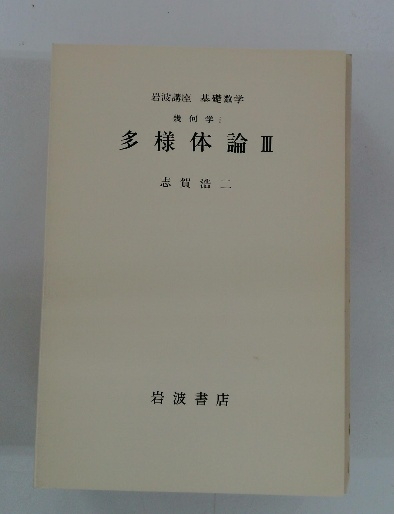 岩波講座 基礎数学
幾何学i
多様体論 III
志賀浩二
岩波書店